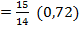 = 15/14 (0,72)